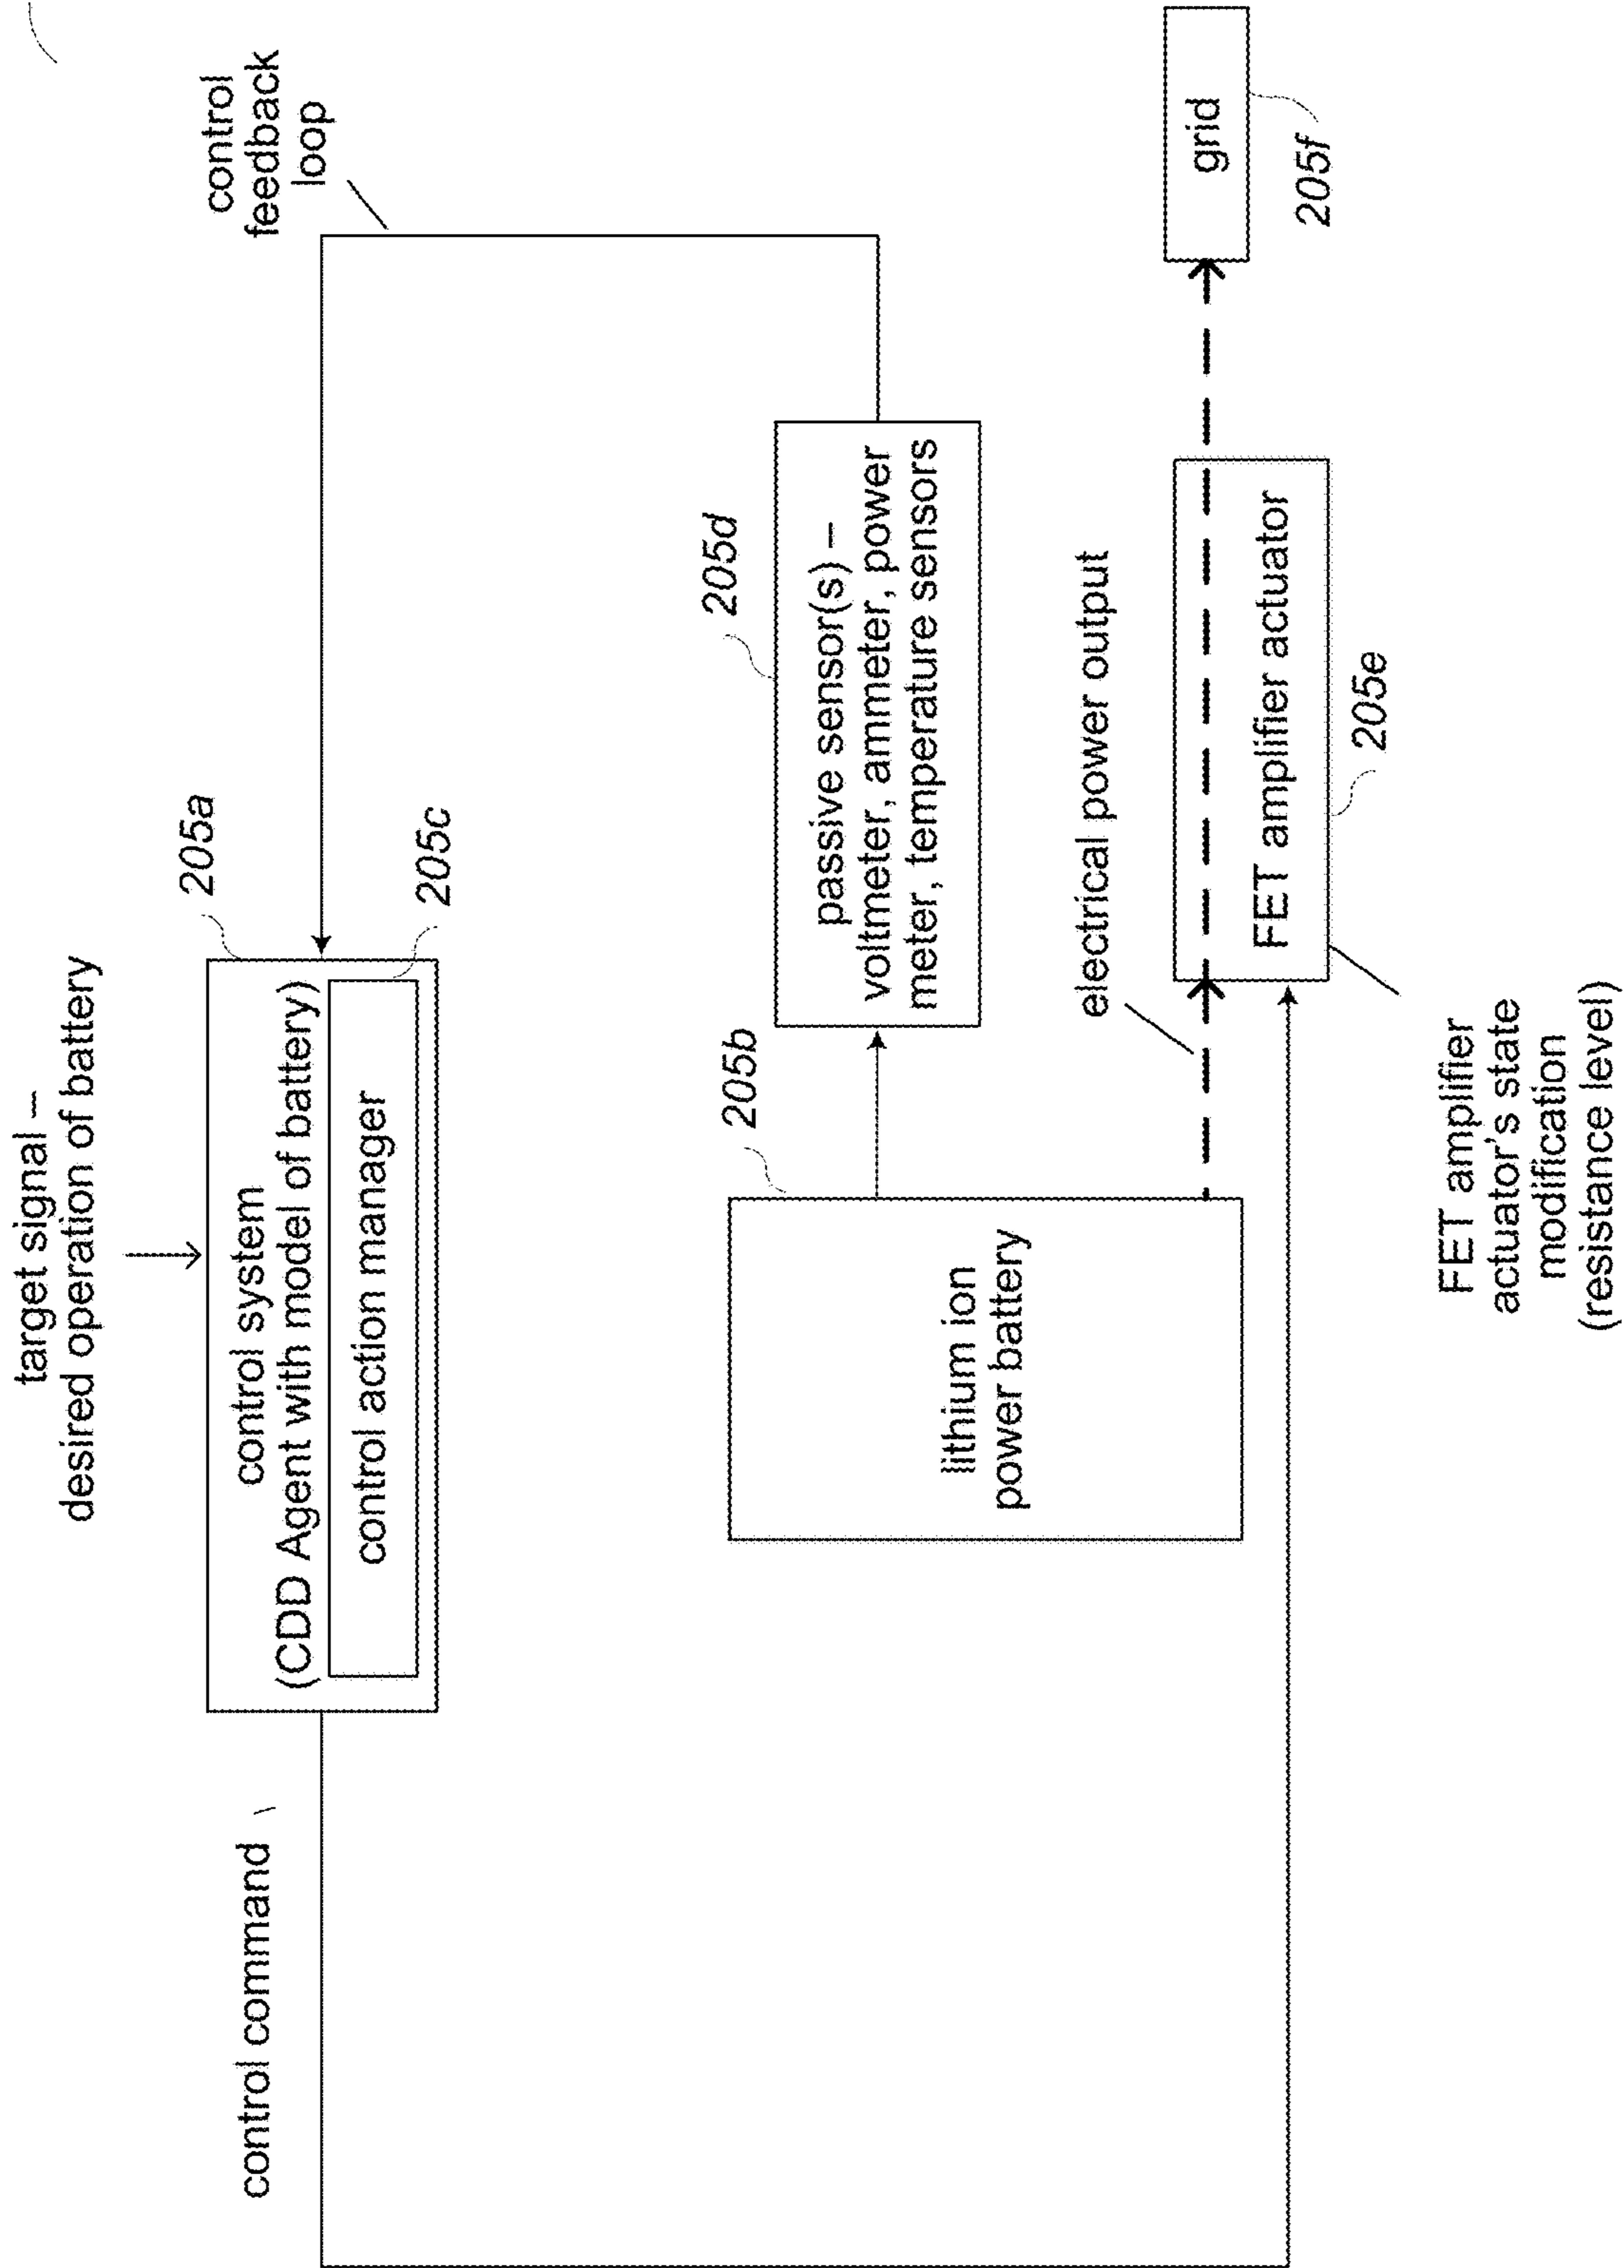 target signal –
desired operation of battery
control command
205a
control system
(CDD Agent with model of battery)
control action manager
205c
control
feedback
loop
205b
lithium ion
power battery
205d
passive sensor(s) –
voltmeter, ammeter, power
meter, temperature sensors
electrical power output
FET amplifier actuator
205e
grid
205f
FET amplifier
actuator's state
modification
(resistance level)